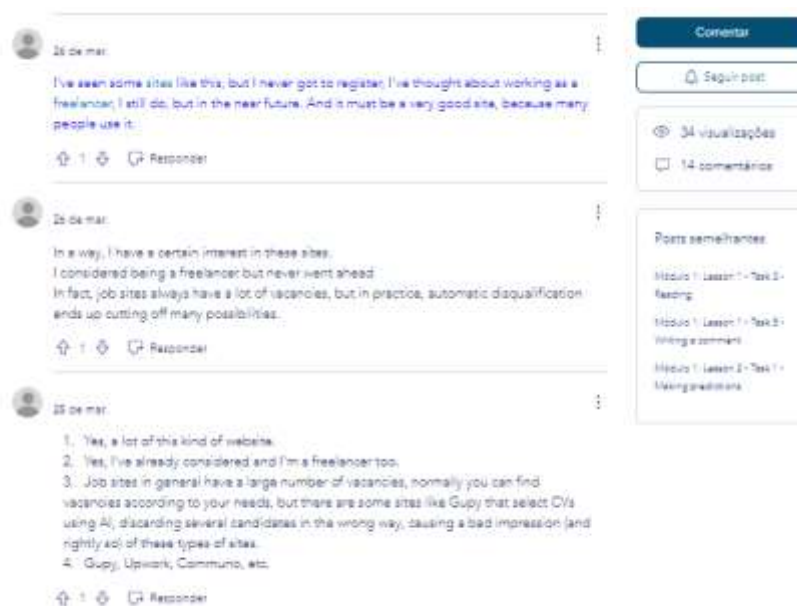 26 de mar.
I've seen some sites like this, but I never got to register, I've thought about working as a
freelancer, I still do, but in the near future. And it must be a very good site, because many
people use it.
1 Responder
26 de mar.
In a way, I have a certain interest in these sites.
I considered being a freelancer but never went ahead
In fact, job sites always have a lot of vacancies, but in practice, automatic disqualification
ends up cutting off many possibilities.
1 Responder
25 de mar.
1. Yes, a lot of this kind of website.
2. Yes, I've already considered and I'm a freelancer too.
3. Job sites in general have a large number of vacancies, normally you can find
vacancies according to your needs, but there are some sites like Gupy that select CVs
using AI, discarding several candidates in the wrong way, causing a bad impression (and
rightly so) of these types of sites.
4. Gupy, Upwork, Communo, etc.
1 Responder
Comentar
Seguir post
34 visualizações
14 comentários
Posts semelhantes
Módulo 1: Lesson 1 - Task 2 -
Reading
Módulo 1: Lesson 1 - Task 5 -
Writing a comment
Módulo 1: Lesson 2 - Task 1 -
Making predictions